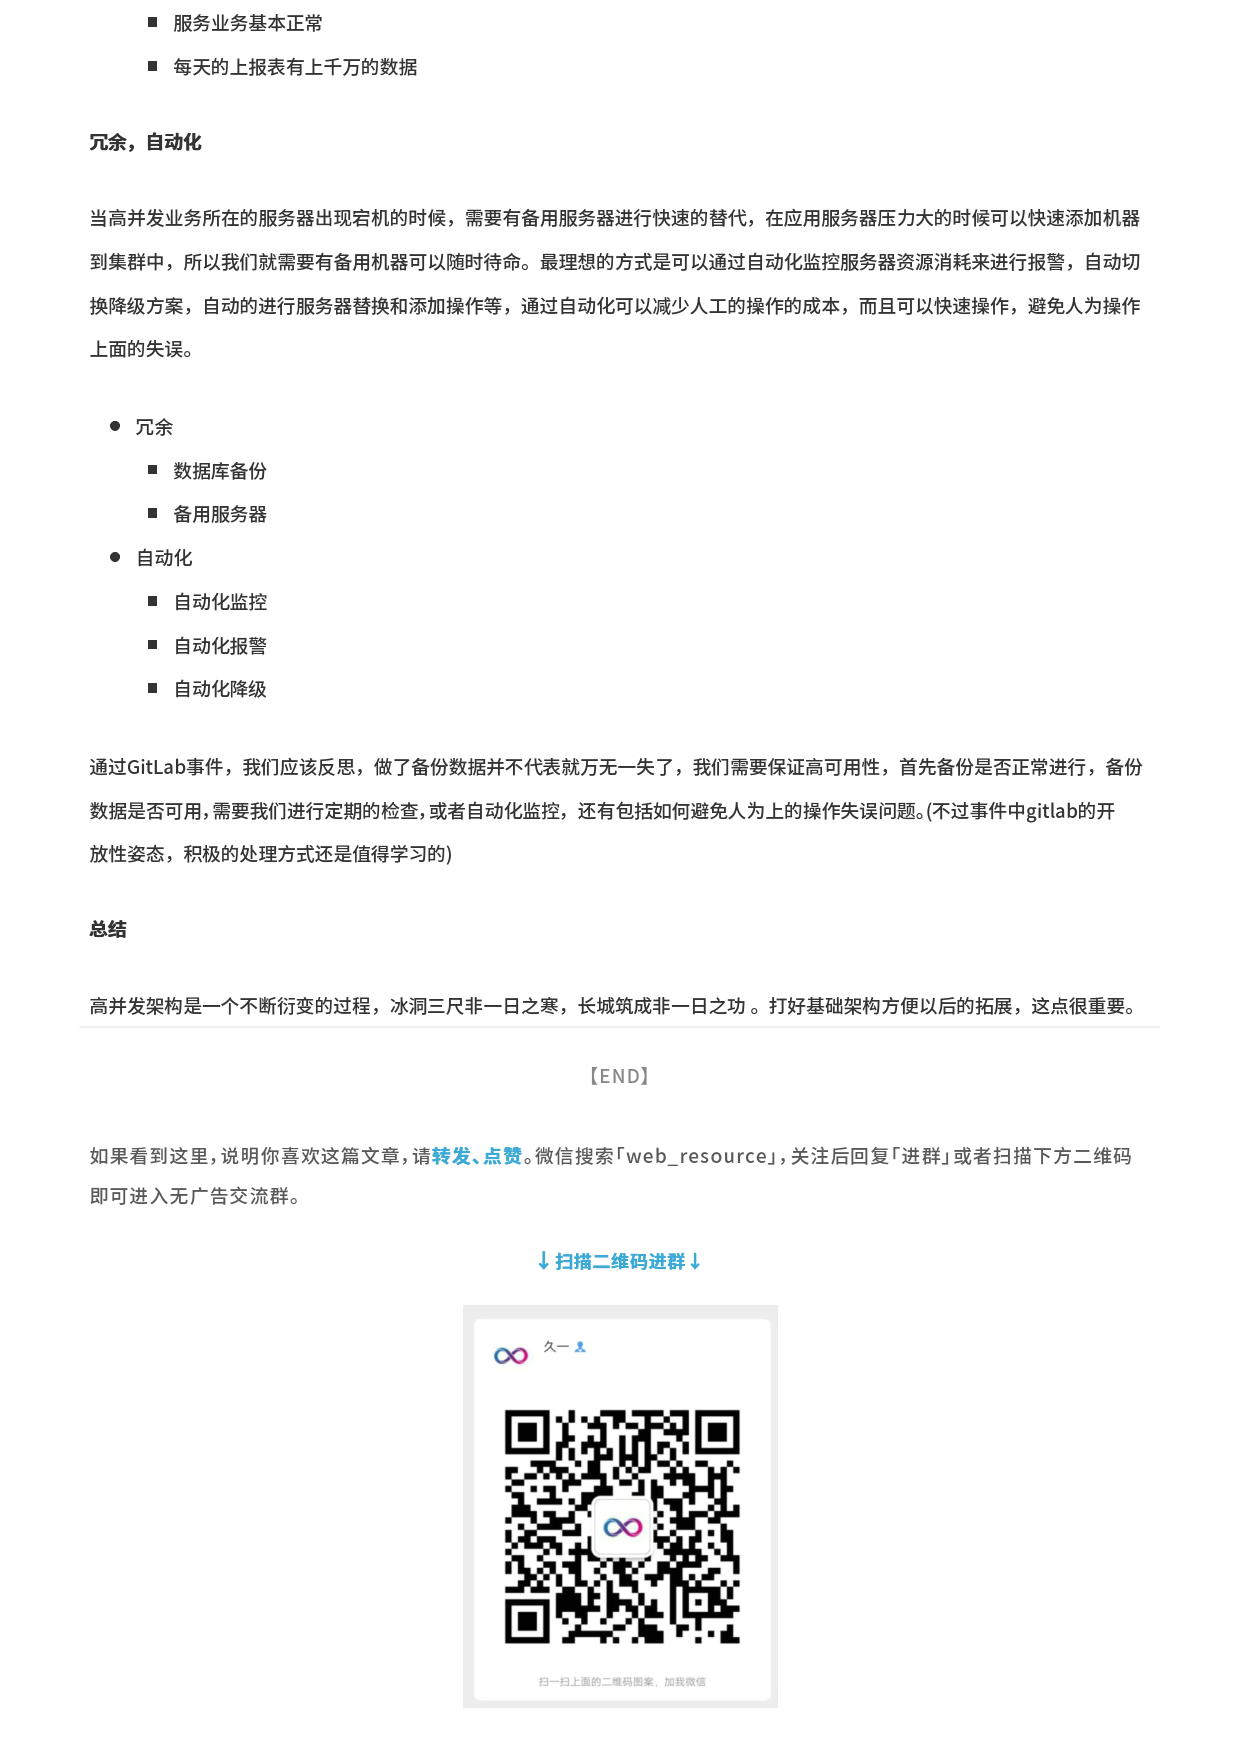 服务业务基本正常
每天的上报表有上千万的数据
冗余，自动化
当高并发业务所在的服务器出现宕机的时候，需要有备用服务器进行快速的替代，在应用服务器压力大的时候可以快速添加机器
到集群中，所以我们就需要有备用机器可以随时待命。最理想的方式是可以通过自动化监控服务器资源消耗来进行报警，自动切
换降级方案，自动的进行服务器替换和添加操作等，通过自动化可以减少人工的操作的成本，而且可以快速操作，避免人为操作
上面的失误。
冗余
数据库备份
备用服务器
自动化
自动化监控
自动化报警
自动化降级
通过GitLab事件，我们应该反思，做了备份数据并不代表就万无一失了，我们需要保证高可用性，首先备份是否正常进行，备份
数据是否可用，需要我们进行定期的检查，或者自动化监控，还有包括如何避免人为上的操作失误问题。(不过事件中gitlab的开
放性姿态，积极的处理方式还是值得学习的)
总结
高并发架构是一个不断衍变的过程，冰洞三尺非一日之寒，长城筑成非一日之功 。打好基础架构方便以后的拓展，这点很重要。
【END】
如果看到这里，说明你喜欢这篇文章，请转发、点赞。微信搜索「web_resource」，关注后回复「进群」或者扫描下方二维码
即可进入无广告交流群。
↓扫描二维码进群↓
久一
扫一扫上面的二维码图案，加我微信